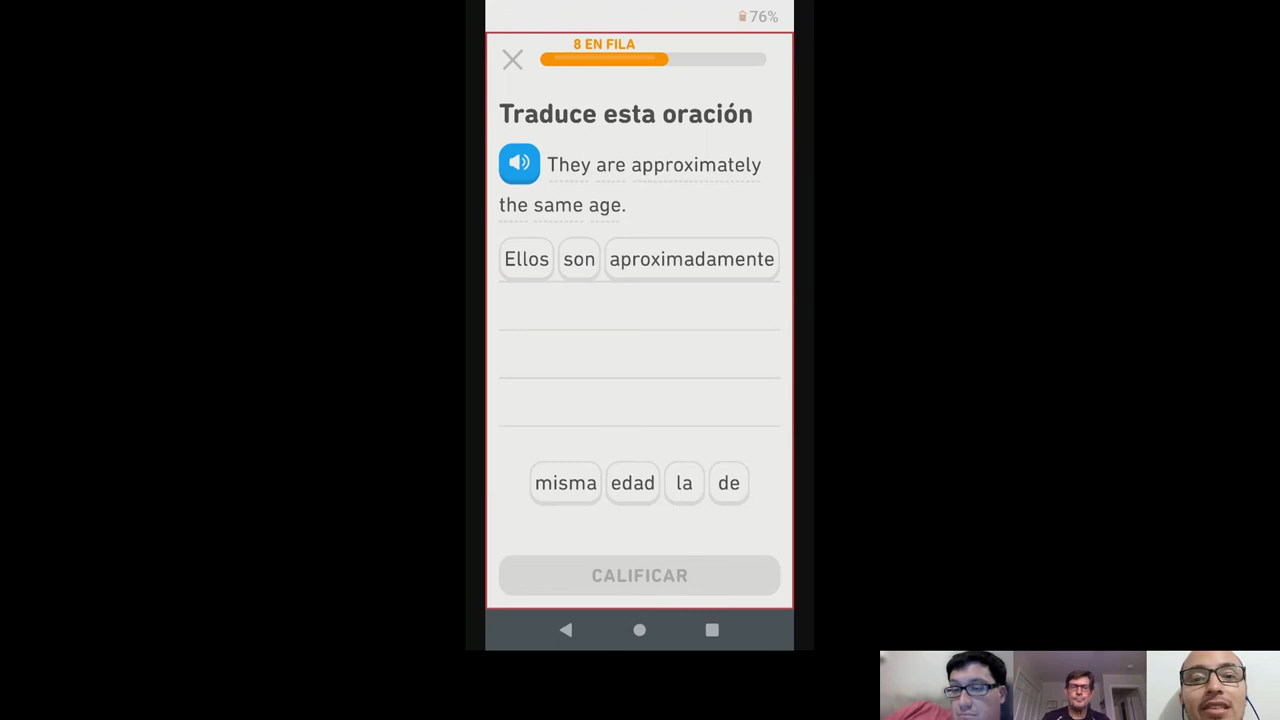 76%
8 EN FILA
Traduce esta oración
They are approximately
the same age.
Ellos son aproximadamente
misma edad la de
CALIFICAR